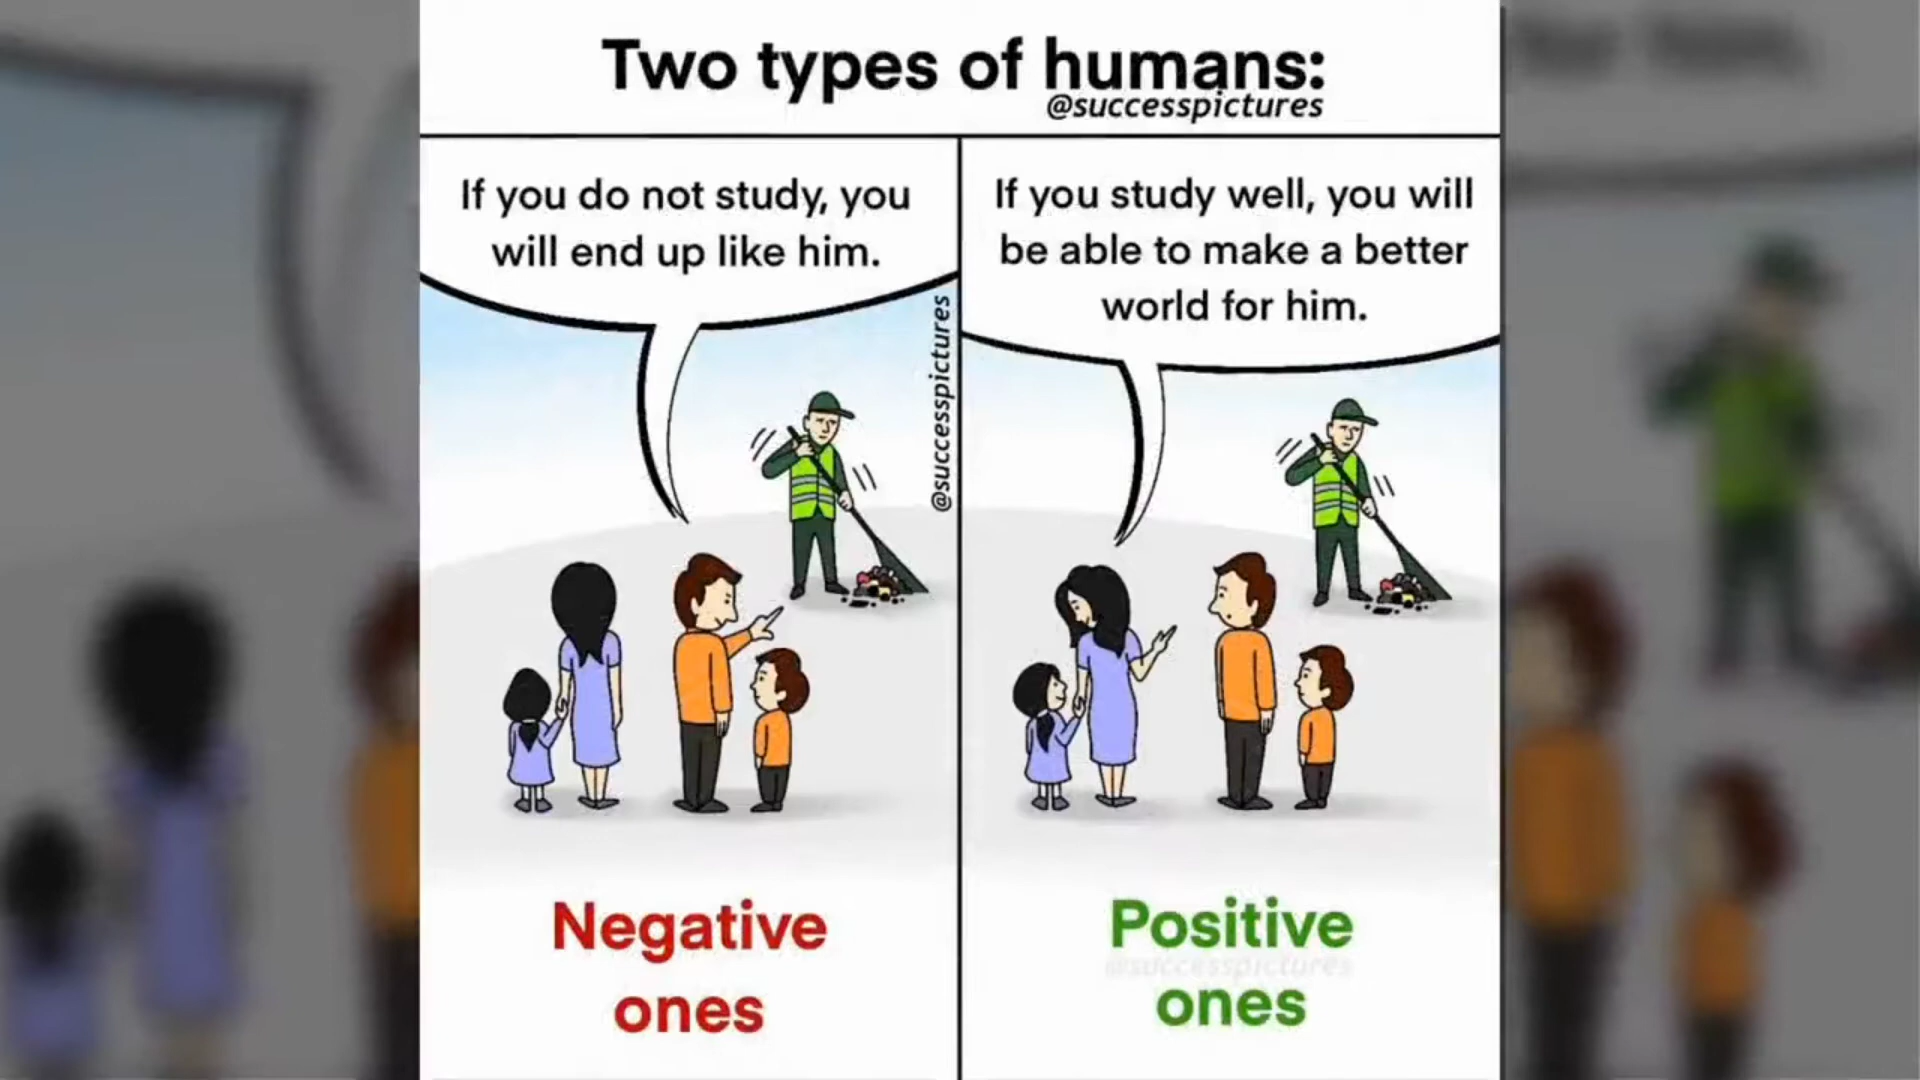 Two types of humans:
@successpictures
If you do not study, you
will end up like him.
@successpictures
If you study well, you will
be able to make a better
world for him.
Negative
ones
Positive
@successpictures
ones